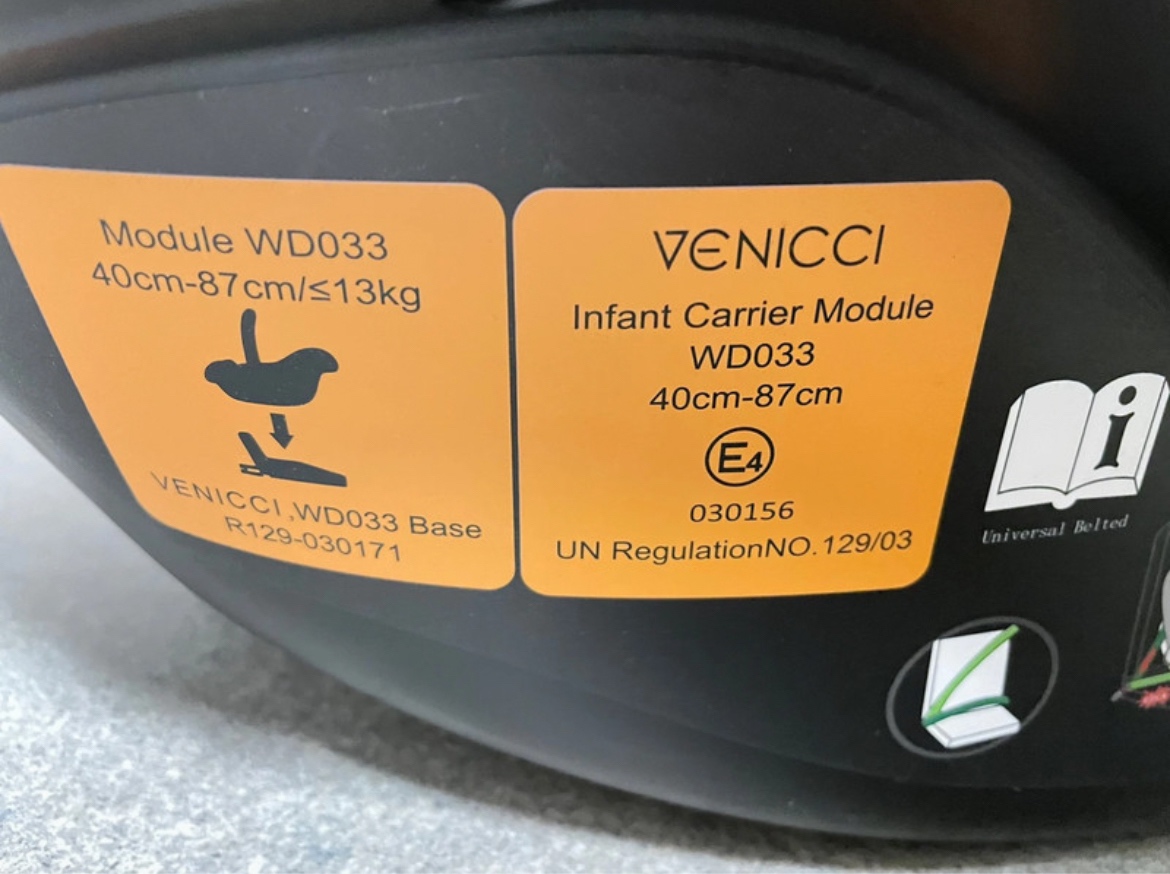 Module WD033
40cm-87cm/≤13kg
VENICCI,WD033 Base
R129-030171
VENICCI
Infant Carrier Module
WD033
40cm-87cm
E4
030156
UN RegulationNO.129/03
i
Universal Belted